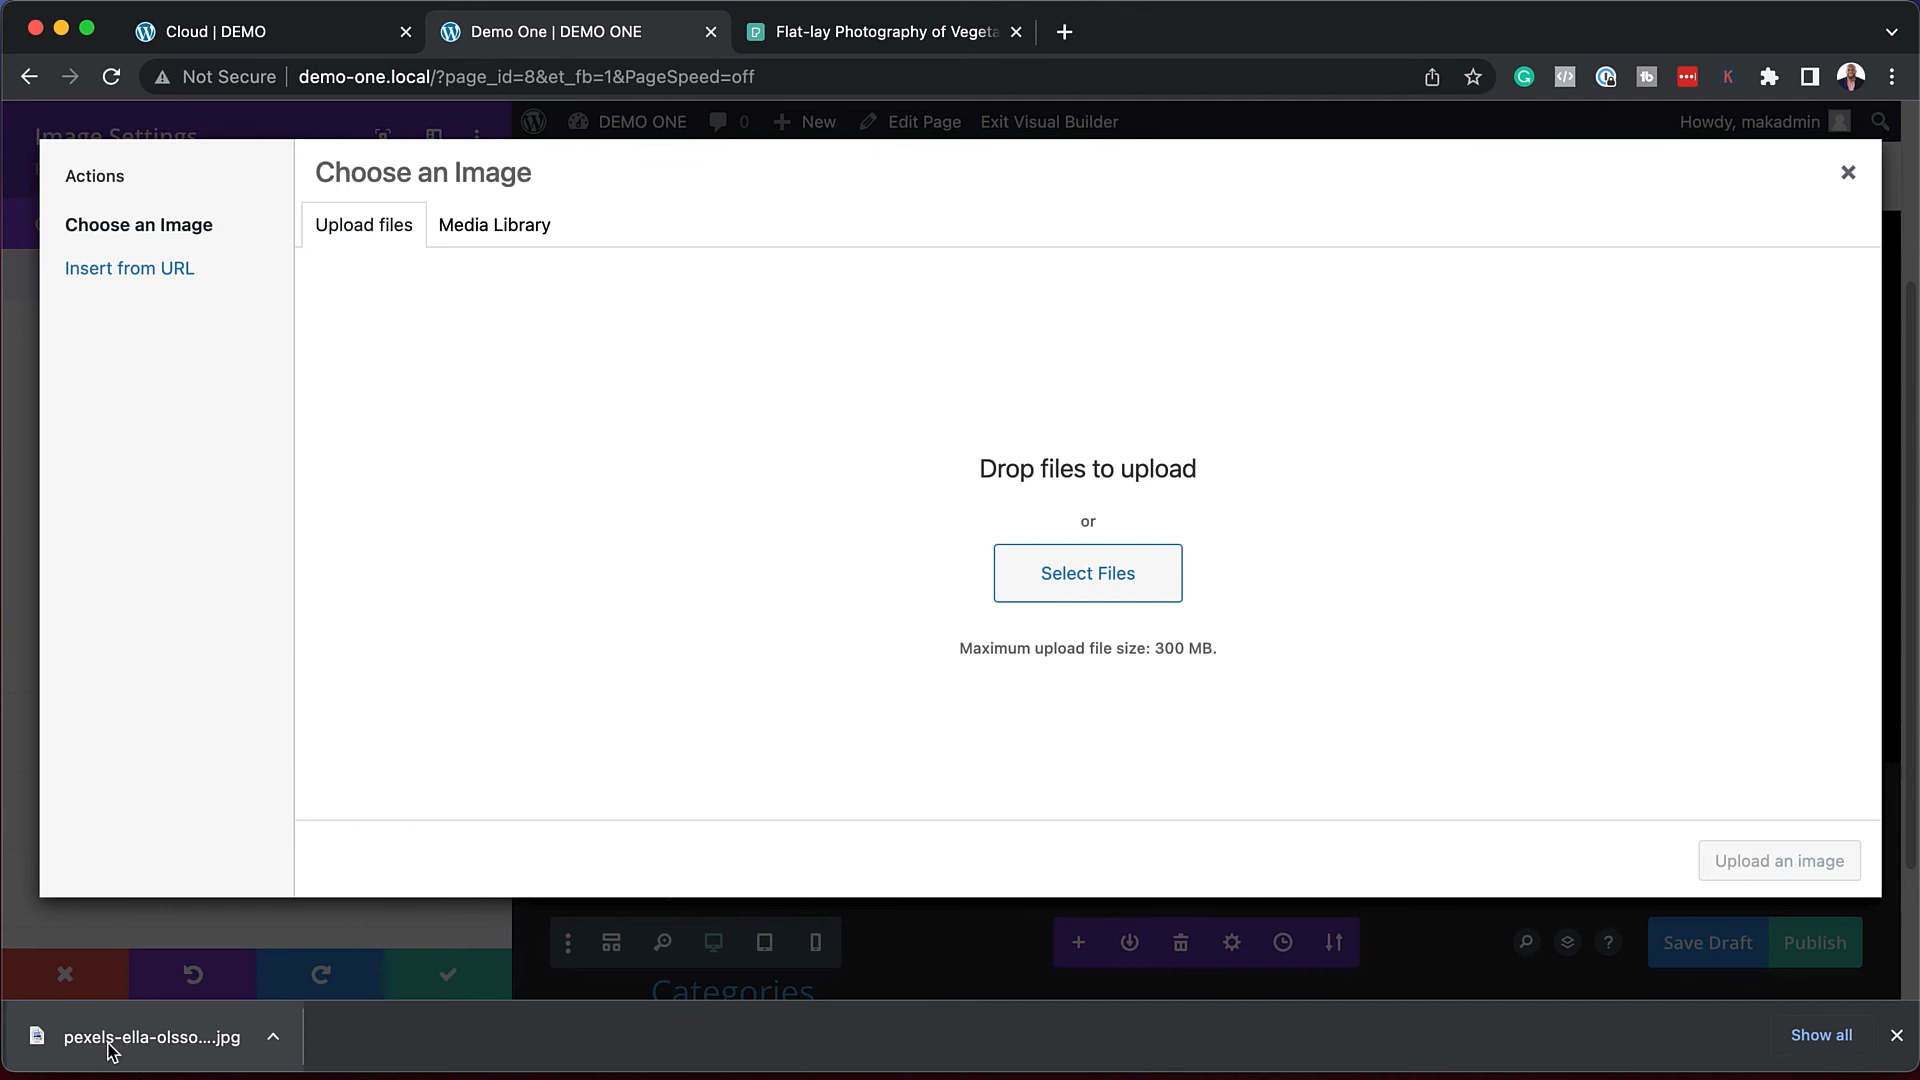 Cloud | DEMO
Demo One | DEMO ONE
Flat-lay Photography of Vegeta
Not Secure
demo-one.local/?page_id=8&et_fb=1&PageSpeed=off
Image Settings
DEMO ONE
0
New
Edit Page
Exit Visual Builder
Howdy, makadmin
Actions
Choose an Image
Insert from URL
Choose an Image
Upload files
Media Library
Drop files to upload
or
Select Files
Maximum upload file size: 300 MB.
Upload an image
Save Draft
Publish
Categories
pexels-ella-olsso....jpg
Show all